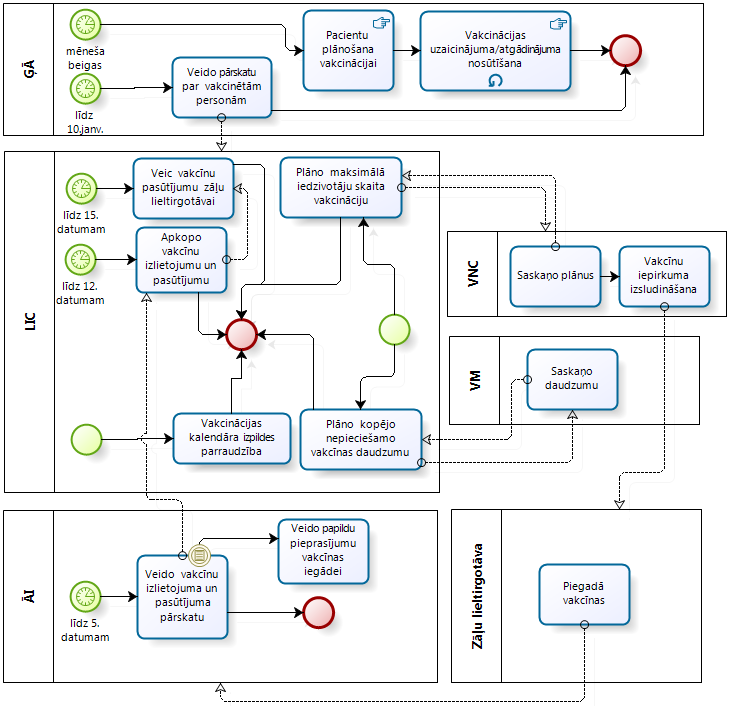 ĢĀ
mēneša
beigas
līdz
10.janv.
Pacientu
plānošana
vakcinācijai
Vakcinācijas
uzaicinājuma/atgādinājuma
nosūtīšana
Veido pārskatu
par vakcinētām
personām
LIC
līdz 15.
datumam
Veic vakcīnu
pasūtījumu zāļu
lieltirgotāvai
Plāno maksimālā
iedzivotāju skaita
vakcināciju
līdz 12.
datumam
Apkopo
vakcīnu
izlietojumu un
pasūtījumu
Vakcinācijas
kalendāra izpildes
parraudzība
Plāno kopējo
nepieciešamo
vakcīnas daudzumu
VNC
Saskaņo plānus
Vakcīnu
iepirkuma
izsludināšana
VM
Saskaņo
daudzumu
ĀI
līdz 5.
datumam
Veido vakcīnu
izlietojuma un
pasūtījuma
pārskatu
Veido papildu
pieprasījumu
vakcīnas
iegādei
Zāļu lieltirgotāva
Piegadā
vakcīnas